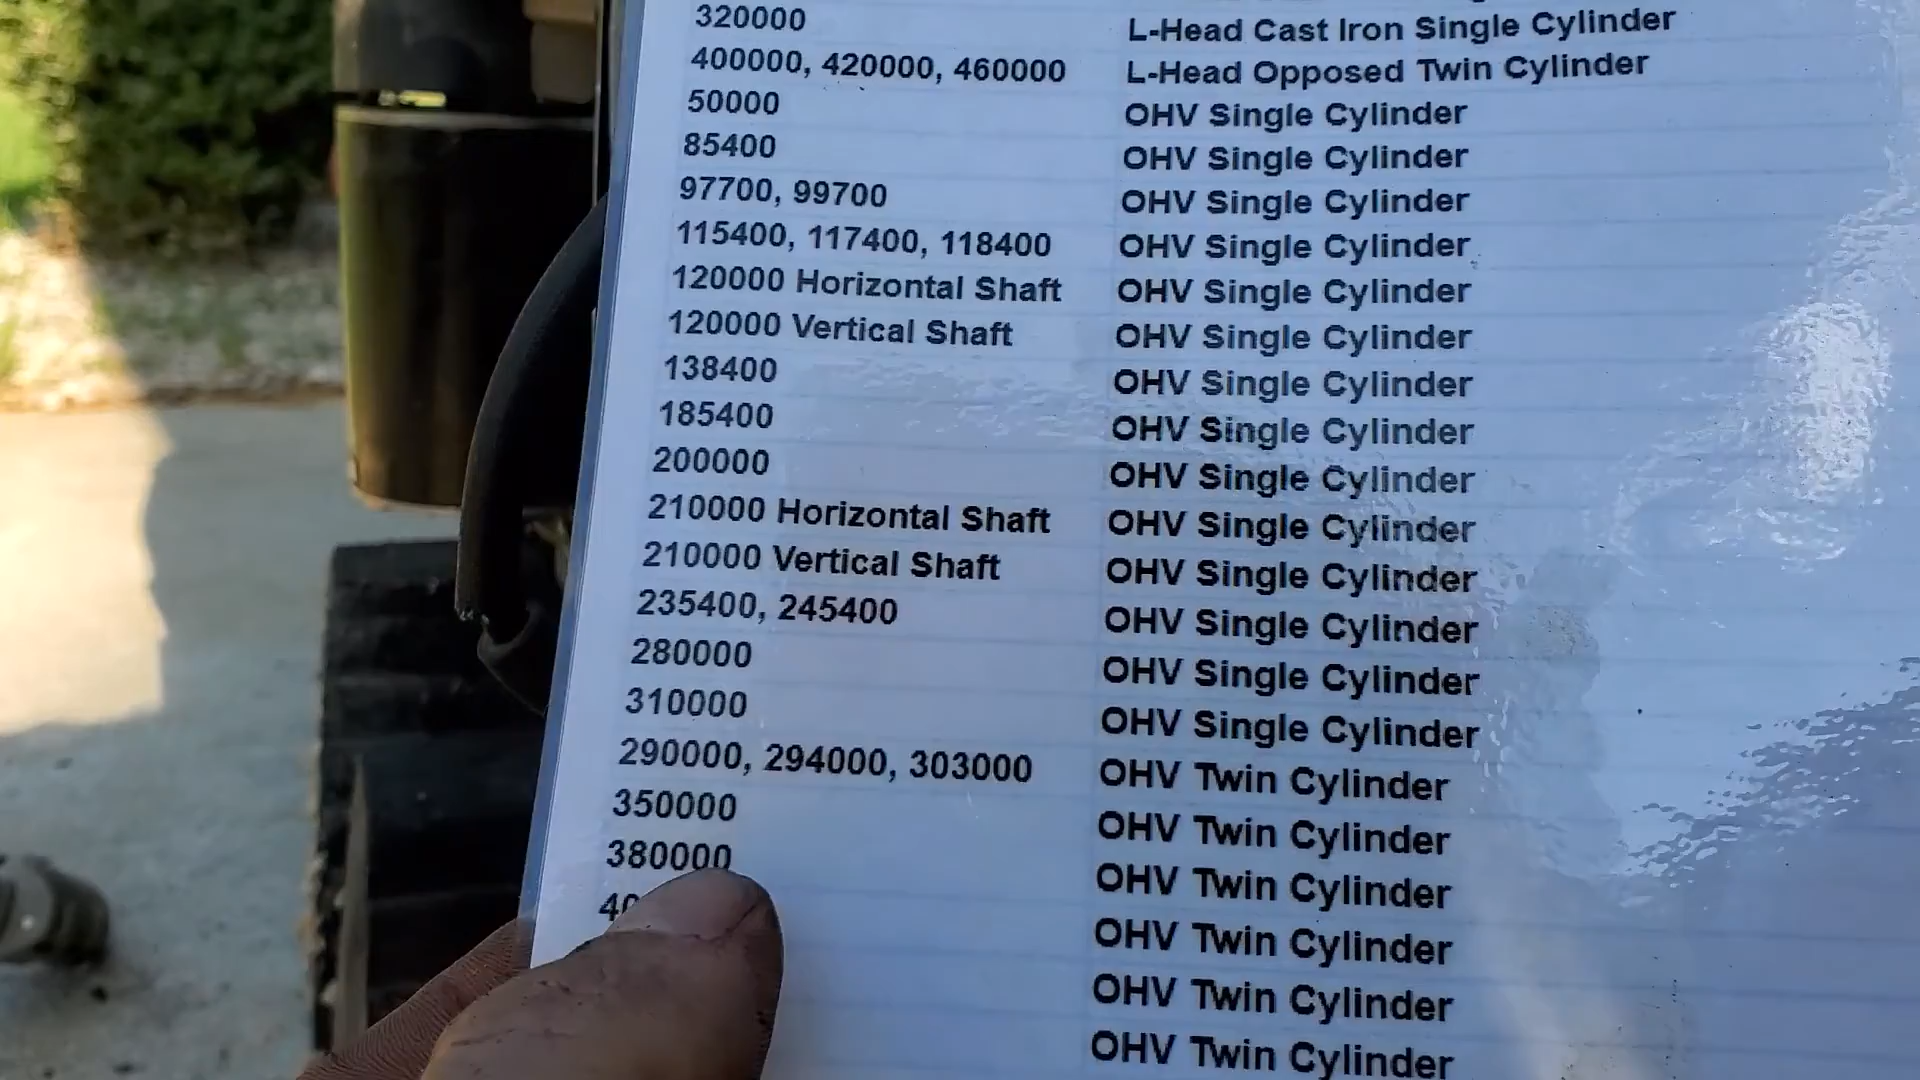 320000 L-Head Cast Iron Single Cylinder
400000, 420000, 460000 L-Head Opposed Twin Cylinder
50000 OHV Single Cylinder
85400 OHV Single Cylinder
97700, 99700 OHV Single Cylinder
115400, 117400, 118400 OHV Single Cylinder
120000 Horizontal Shaft OHV Single Cylinder
120000 Vertical Shaft OHV Single Cylinder
138400 OHV Single Cylinder
185400 OHV Single Cylinder
200000 OHV Single Cylinder
210000 Horizontal Shaft OHV Single Cylinder
210000 Vertical Shaft OHV Single Cylinder
235400, 245400 OHV Single Cylinder
280000 OHV Single Cylinder
310000 OHV Single Cylinder
290000, 294000, 303000 OHV Twin Cylinder
350000 OHV Twin Cylinder
380000 OHV Twin Cylinder
OHV Twin Cylinder
OHV Twin Cylinder
OHV Twin Cylinder